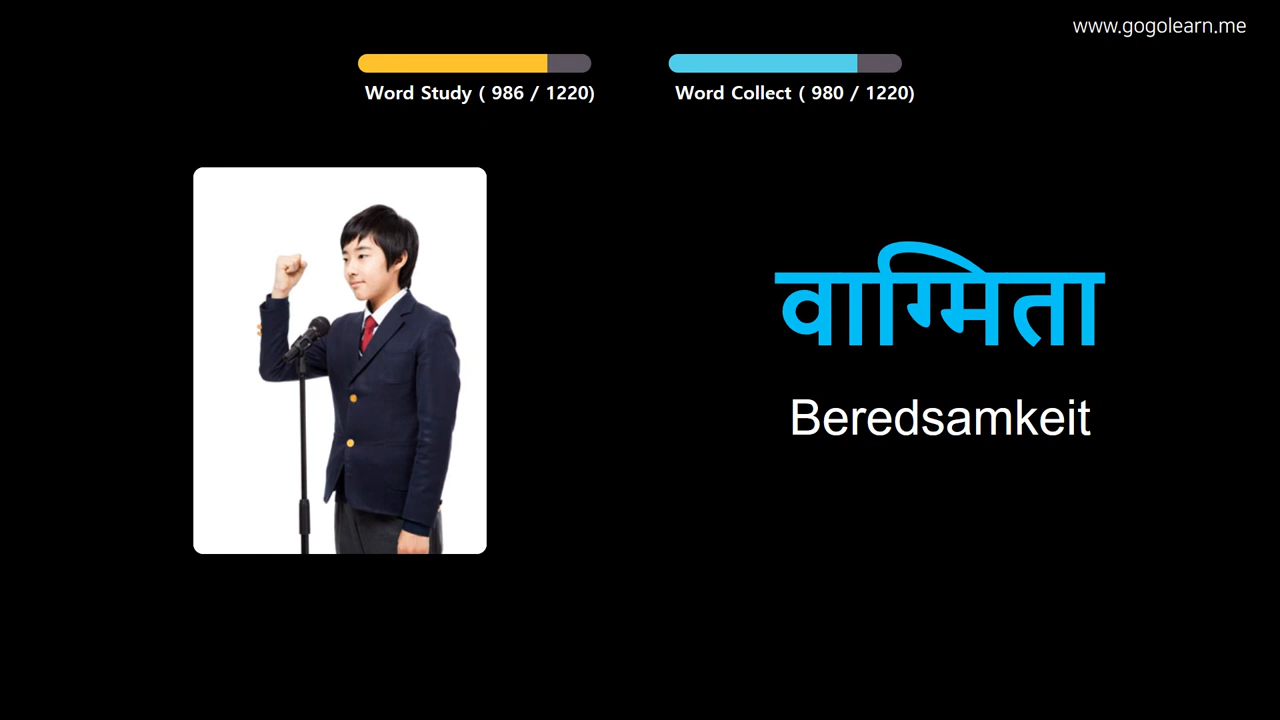 www.gogolearn.me
Word Study ( 986 / 1220)
Word Collect ( 980 / 1220)
वाग्मिता
Beredsamkeit